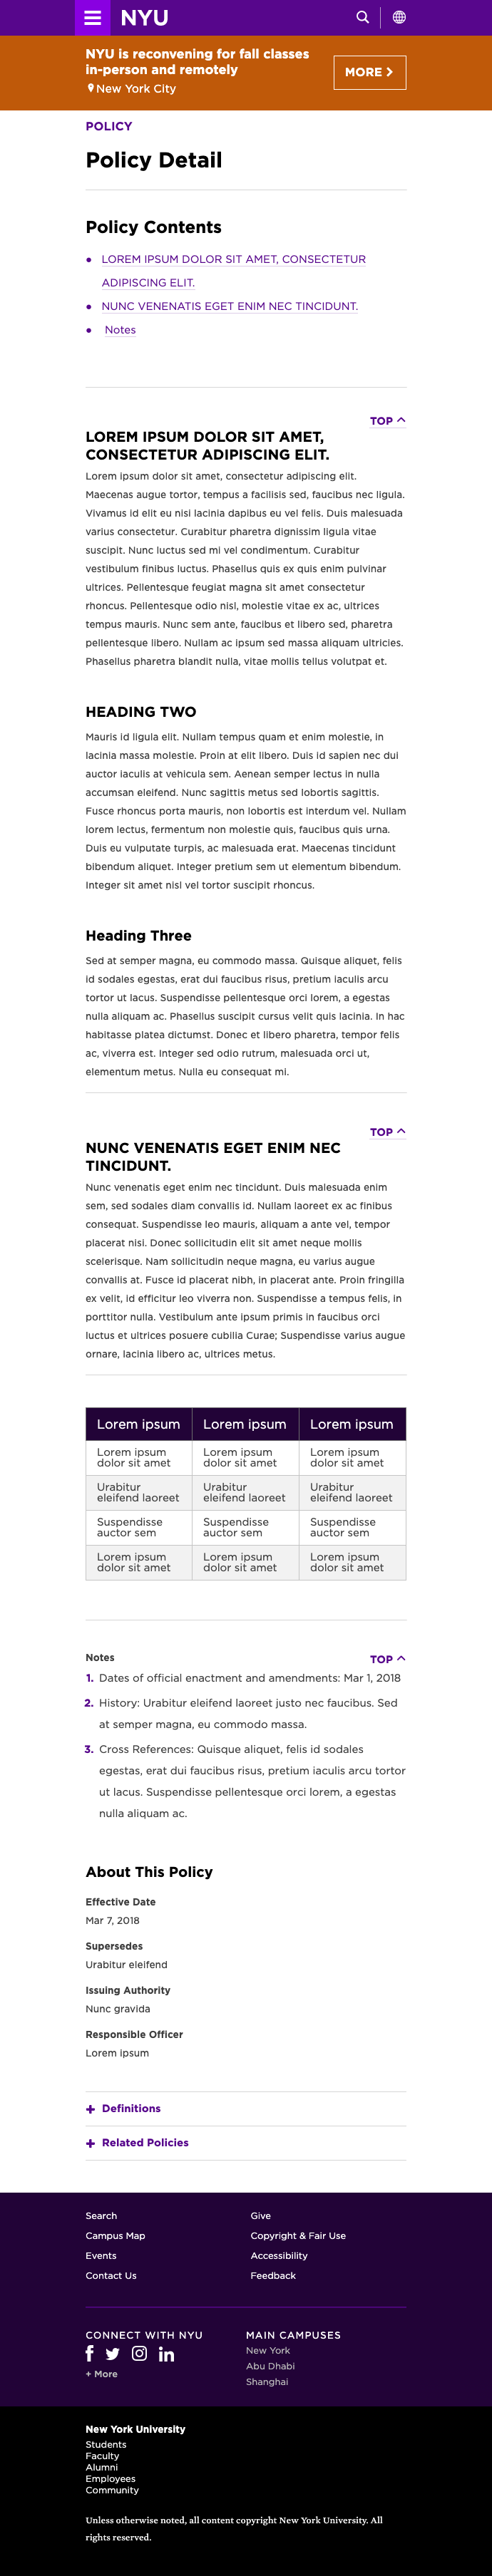 NYU
NYU is reconvening for fall classes
in-person and remotely
New York City
MORE
POLICY
Policy Detail
Policy Contents
LOREM IPSUM DOLOR SIT AMET, CONSECTETUR
ADIPISCING ELIT.
NUNC VENENATIS EGET ENIM NEC TINCIDUNT.
Notes
TOP
LOREM IPSUM DOLOR SIT AMET,
CONSECTETUR ADIPISCING ELIT.
Lorem ipsum dolor sit amet, consectetur adipiscing elit.
Maecenas augue tortor, tempus a facilisis sed, faucibus nec ligula.
Vivamus id elit eu nisl lacinia dapibus eu vel felis. Duis malesuada
varius consectetur. Curabitur pharetra dignissim ligula vitae
suscipit. Nunc luctus sed mi vel condimentum. Curabitur
vestibulum finibus luctus. Phasellus quis ex quis enim pulvinar
ultrices. Pellentesque feugiat magna sit amet consectetur
rhoncus. Pellentesque odio nisl, molestie vitae ex ac, ultrices
tempus mauris. Nunc sem ante, faucibus et libero sed, pharetra
pellentesque libero. Nullam ac ipsum sed massa aliquam ultricies.
Phasellus pharetra blandit nulla, vitae mollis tellus volutpat et.
HEADING TWO
Mauris id ligula elit. Nullam tempus quam et enim molestie, in
lacinia massa molestie. Proin at elit libero. Duis id sapien nec dui
auctor iaculis at vehicula sem. Aenean semper lectus in nulla
accumsan eleifend. Nunc sagittis metus sed lobortis sagittis.
Fusce rhoncus porta mauris, non lobortis est interdum vel. Nullam
lorem lectus, fermentum non molestie quis, faucibus quis urna.
Duis eu vulputate turpis, ac malesuada erat. Maecenas tincidunt
bibendum aliquet. Integer pretium sem ut elementum bibendum.
Integer sit amet nisl vel tortor suscipit rhoncus.
Heading Three
Sed at semper magna, eu commodo massa. Quisque aliquet, felis
id sodales egestas, erat dui faucibus risus, pretium iaculis arcu
tortor ut lacus. Suspendisse pellentesque orci lorem, a egestas
nulla aliquam ac. Phasellus suscipit cursus velit quis lacinia. In hac
habitasse platea dictumst. Donec et libero pharetra, tempor felis
ac, viverra est. Integer sed odio rutrum, malesuada orci ut,
elementum metus. Nulla eu consequat mi.
TOP
NUNC VENENATIS EGET ENIM NEC
TINCIDUNT.
Nunc venenatis eget enim nec tincidunt. Duis malesuada enim
sem, sed sodales diam convallis id. Nullam laoreet ex ac finibus
consequat. Suspendisse leo mauris, aliquam a ante vel, tempor
placerat nisi. Donec sollicitudin elit sit amet neque mollis
scelerisque. Nam sollicitudin neque magna, eu varius augue
convallis at. Fusce id placerat nibh, in placerat ante. Proin fringilla
ex velit, id efficitur leo viverra non. Suspendisse a tempus felis, in
porttitor nulla. Vestibulum ante ipsum primis in faucibus orci
luctus et ultrices posuere cubilia Curae; Suspendisse varius augue
ornare, lacinia libero ac, ultrices metus.
Lorem ipsum Lorem ipsum Lorem ipsum
Lorem ipsum Lorem ipsum Lorem ipsum
dolor sit amet dolor sit amet dolor sit amet
Urabitur Urabitur Urabitur
eleifend laoreet eleifend laoreet eleifend laoreet
Suspendisse Suspendisse Suspendisse
auctor sem auctor sem auctor sem
Lorem ipsum Lorem ipsum Lorem ipsum
dolor sit amet dolor sit amet dolor sit amet
Notes
TOP
1. Dates of official enactment and amendments: Mar 1, 2018
2. History: Urabitur eleifend laoreet justo nec faucibus. Sed
at semper magna, eu commodo massa.
3. Cross References: Quisque aliquet, felis id sodales
egestas, erat dui faucibus risus, pretium iaculis arcu tortor
ut lacus. Suspendisse pellentesque orci lorem, a egestas
nulla aliquam ac.
About This Policy
Effective Date
Mar 7, 2018
Supersedes
Urabitur eleifend
Issuing Authority
Nunc gravida
Responsible Officer
Lorem ipsum
Definitions
Related Policies
Search
Campus Map
Events
Contact Us
Give
Copyright & Fair Use
Accessibility
Feedback
CONNECT WITH NYU
+ More
MAIN CAMPUSES
New York
Abu Dhabi
Shanghai
New York University
Students
Faculty
Alumni
Employees
Community
Unless otherwise noted, all content copyright New York University. All
rights reserved.